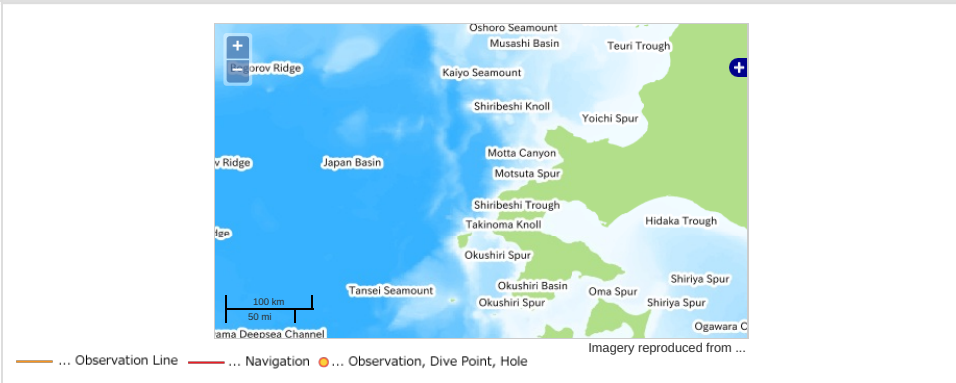 Oshoro Seamount
Musashi Basin
Teuri Trough
+
−
Bogorov Ridge
Kaiyo Seamount
+
Shiribeshi Knoll
Yoichi Spur
Motta Canyon
v Ridge
Japan Basin
Motsuta Spur
Shiribeshi Trough
Hidaka Trough
Takinoma Knoll
dge
Okushiri Spur
Shiriya Spur
Okushiri Basin
Tansei Seamount
Oma Spur
Okushiri Spur
Shiriya Spur
100 km
50 mi
Ogawara C
ama Deepsea Channel
Imagery reproduced from ...
... Observation Line ... Navigation ... Observation, Dive Point, Hole